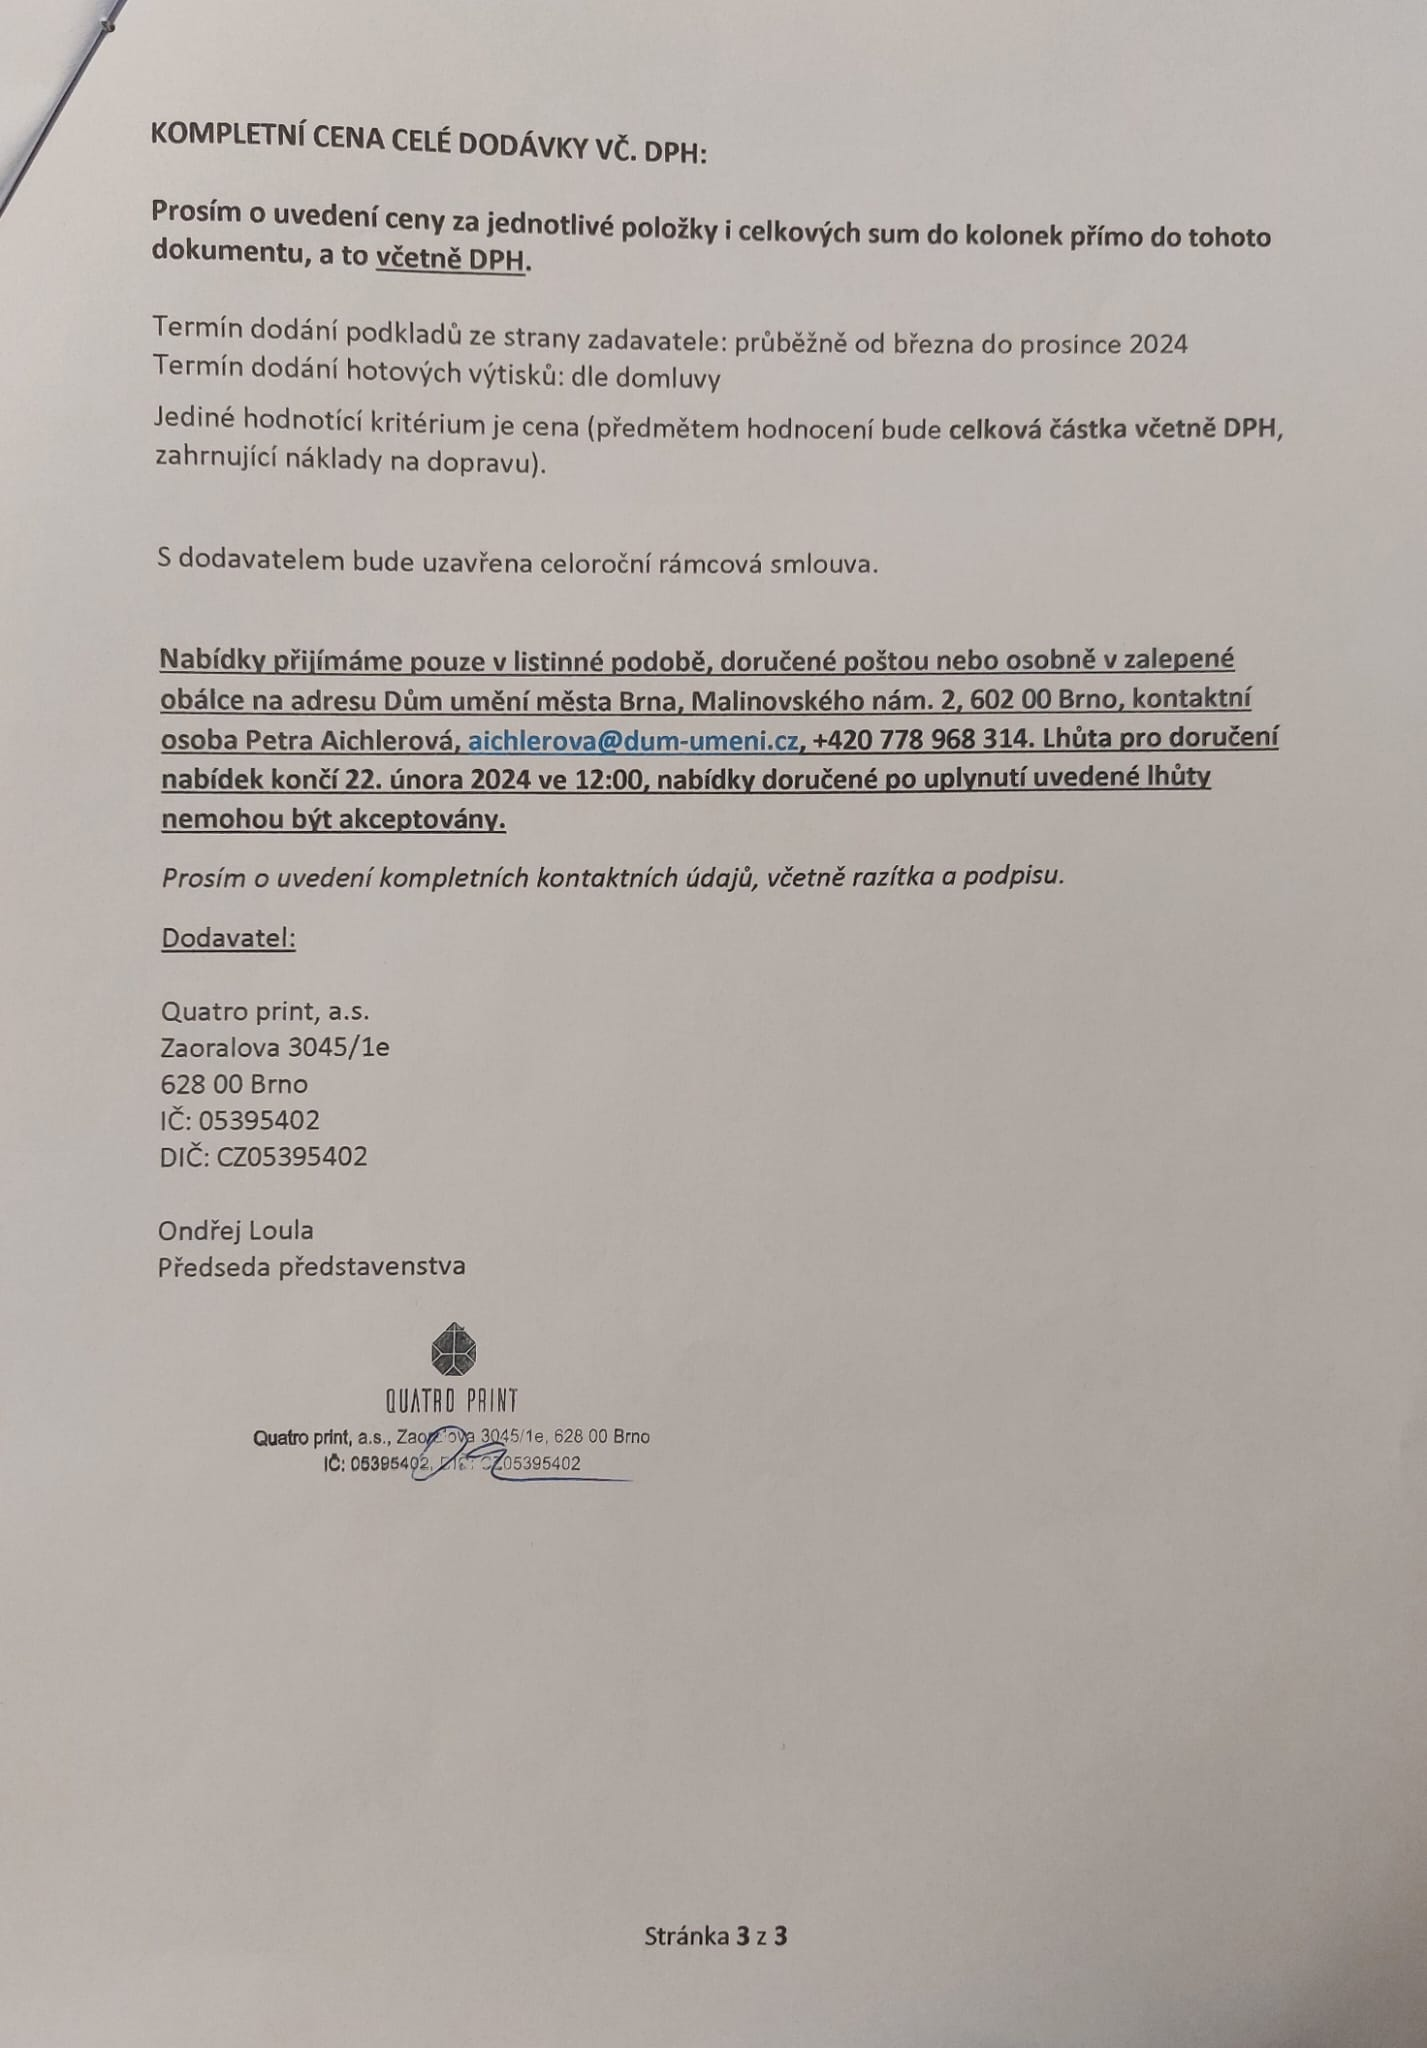 KOMPLETNÍ CENA CELÉ DODÁVKY VČ. DPH:
Prosím o uvedení ceny za jednotlivé položky i celkových sum do kolonek přímo do tohoto
dokumentu, a to včetně DPH.
Termín dodání podkladů ze strany zadavatele: průběžně od března do prosince 2024
Termín dodání hotových výtisků: dle domluvy
Jediné hodnotící kritérium je cena (předmětem hodnocení bude celková částka včetně DPH,
zahrnující náklady na dopravu).
S dodavatelem bude uzavřena celoroční rámcová smlouva.
Nabídky přijímáme pouze v listinné podobě, doručené poštou nebo osobně v zalepené
obálce na adresu Dům umění města Brna, Malinovského nám. 2, 602 00 Brno, kontaktní
osoba Petra Aichlerová, aichlerova@dum-umeni.cz, +420 778 968 314. Lhůta pro doručení
nabídek končí 22. února 2024 ve 12:00, nabídky doručené po uplynutí uvedené lhůty
nemohou být akceptovány.
Prosím o uvedení kompletních kontaktních údajů, včetně razítka a podpisu.
Dodavatel:
Quatro print, a.s.
Zaoralova 3045/1e
628 00 Brno
IČ: 05395402
DIČ: CZ05395402
Ondřej Loula
Předseda představenstva
QUATRO PRINT
Quatro print, a.s., Zaoralova 3045/1e, 628 00 Brno
IČ: 05395402, DIČ: CZ05395402
Stránka 3 z 3